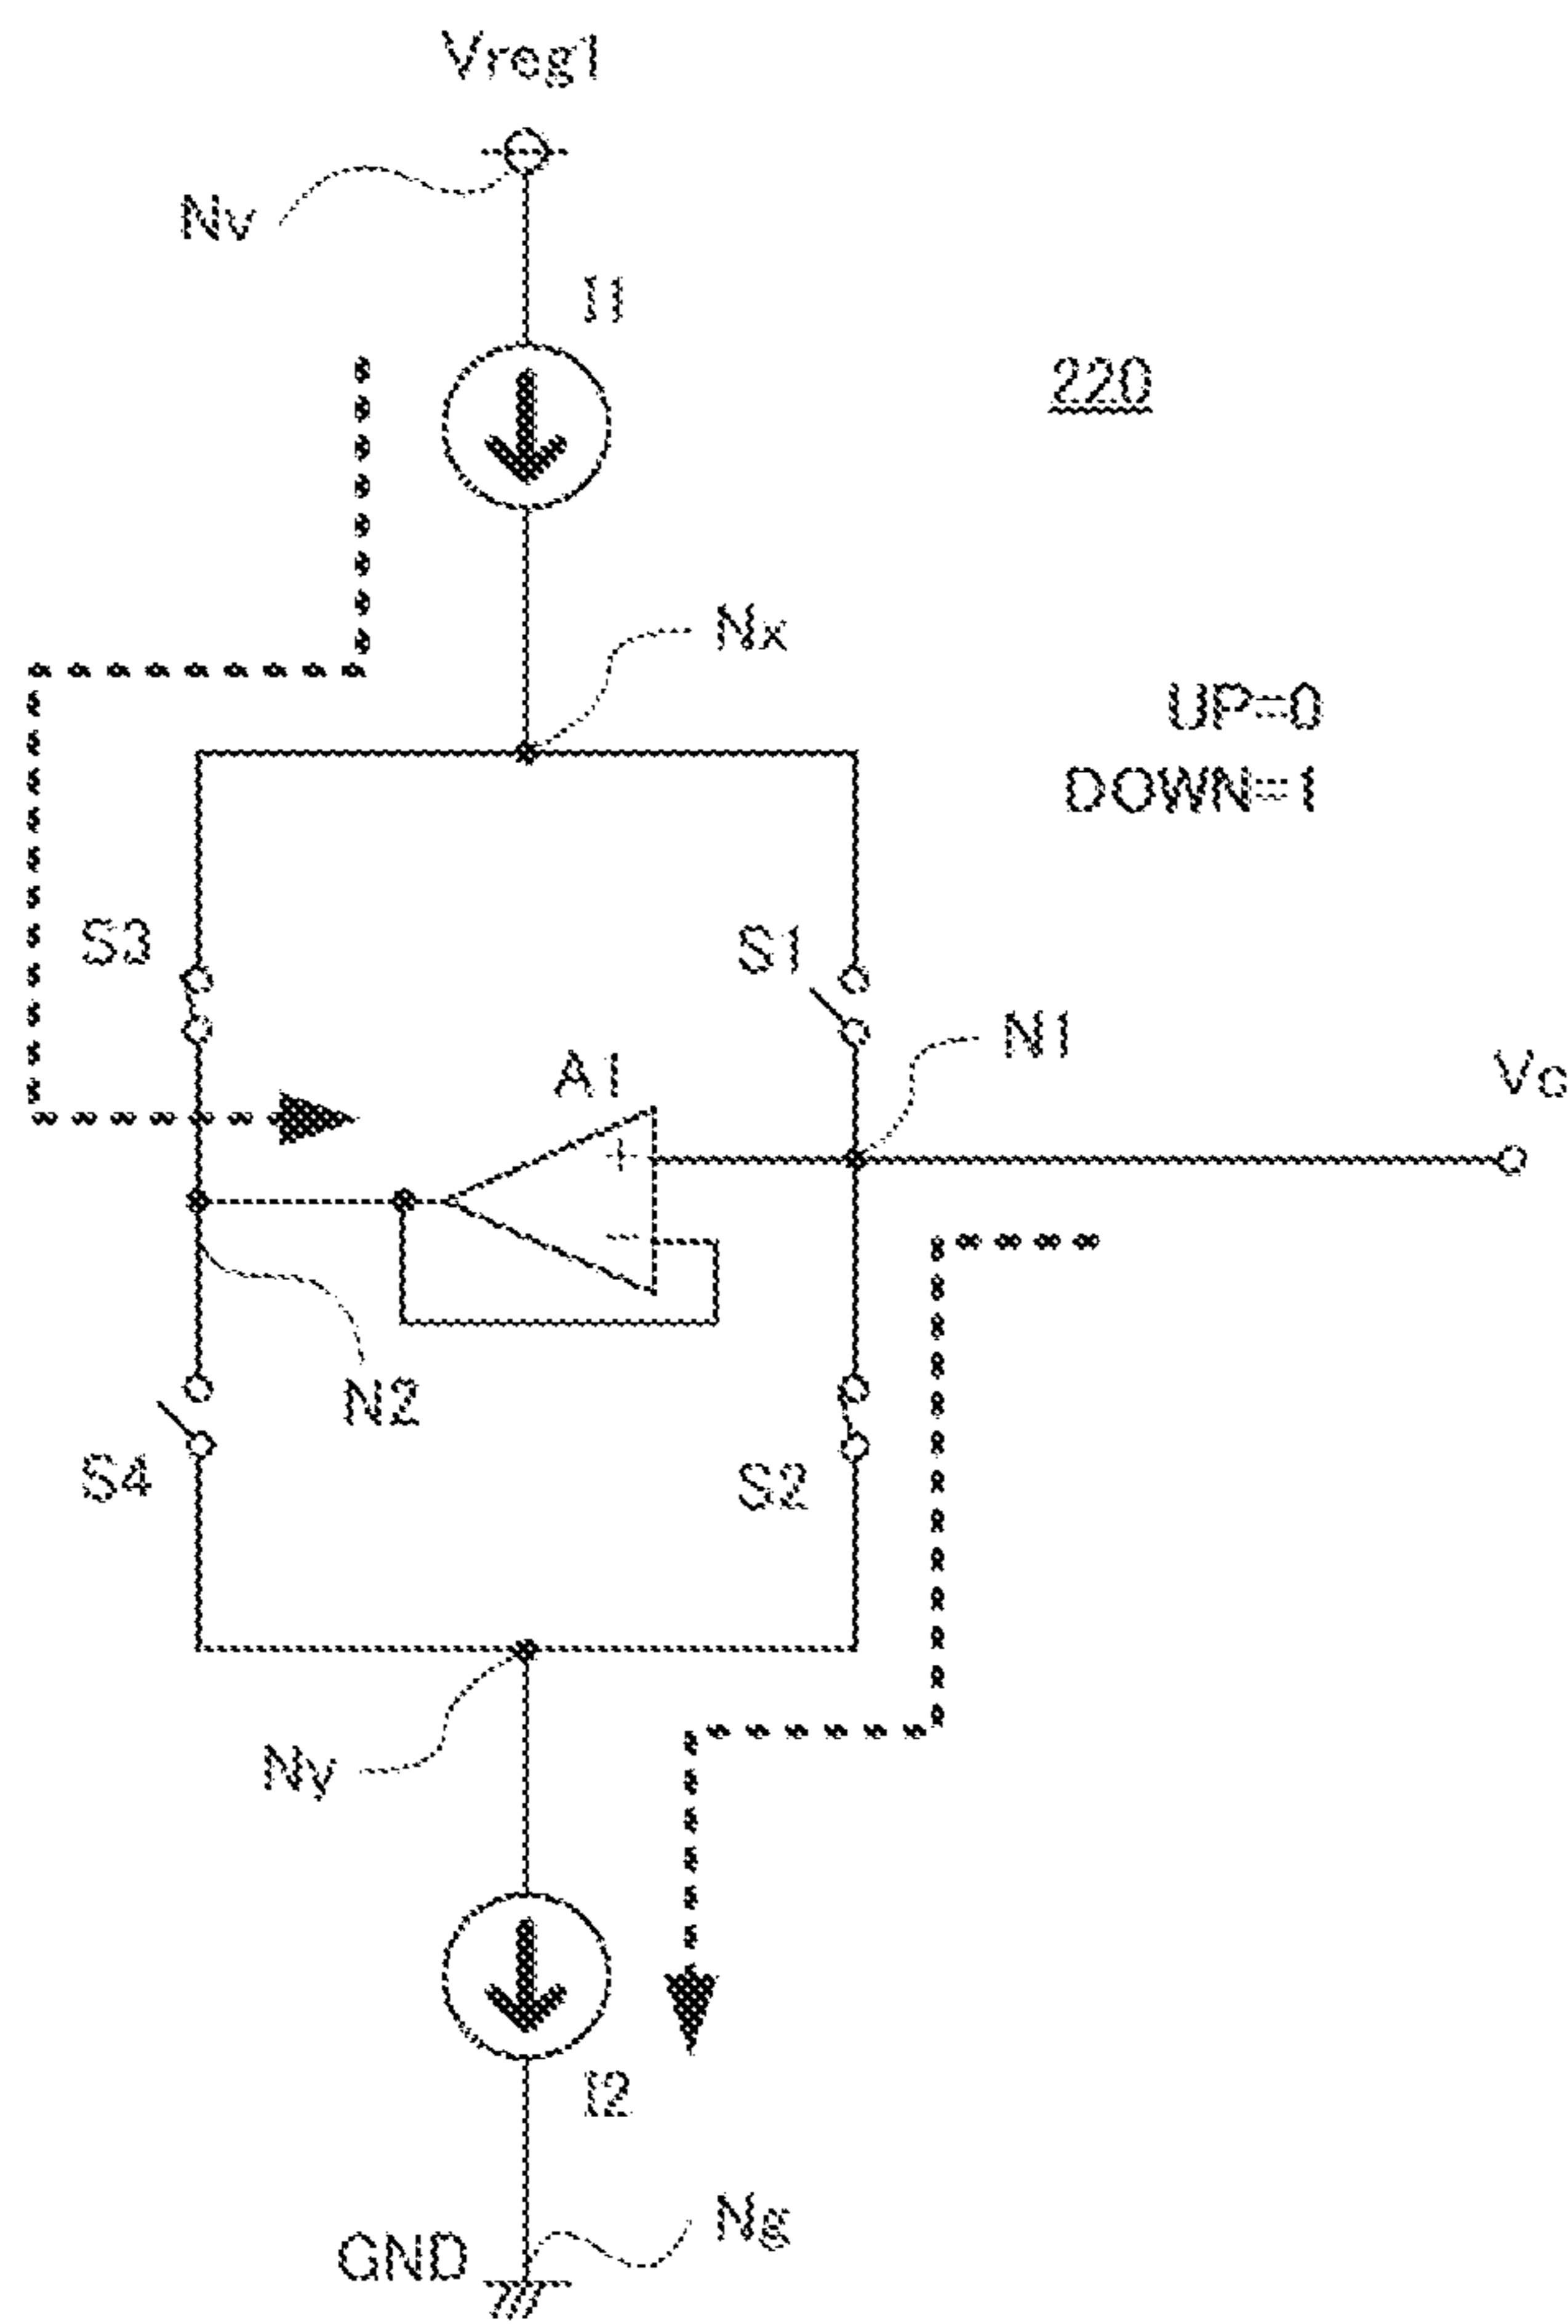 Vreg1
Nv
I1
220
Nx
UP=0
DOWN=1
S3
S1
N1
A1
Vc
+
−
N2
S4
S2
Ny
I2
Ng
GND